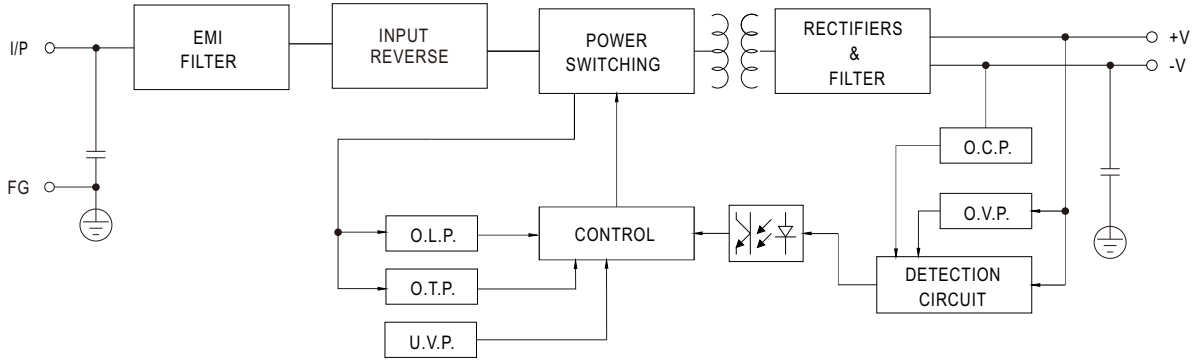 I/P
EMI
FILTER
INPUT
REVERSE
POWER
SWITCHING
RECTIFIERS
&
FILTER
+V
-V
O.C.P.
FG
O.V.P.
O.L.P.
CONTROL
DETECTION
CIRCUIT
O.T.P.
U.V.P.